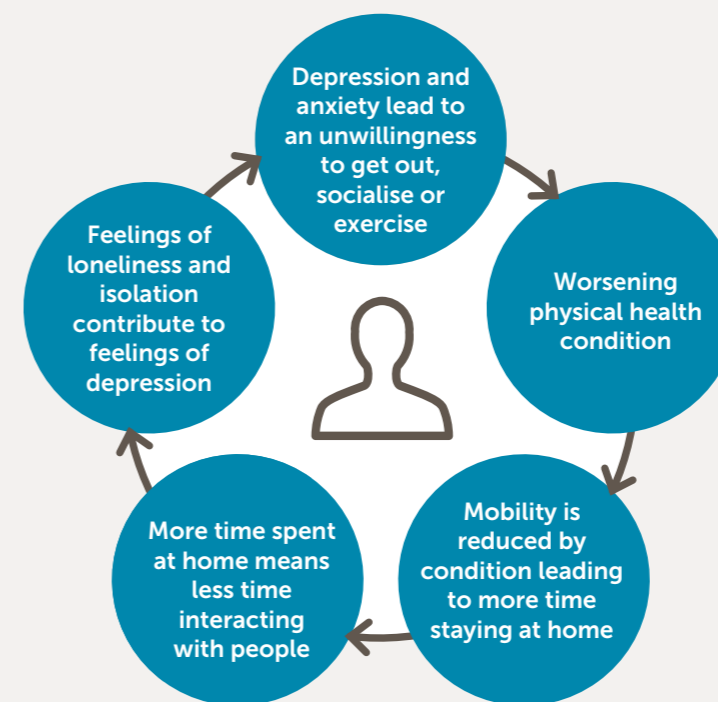 Depression and
anxiety lead to
an unwillingness
to get out,
socialise or
exercise
Worsening
physical health
condition
Mobility is
reduced by
condition leading
to more time
staying at home
More time spent
at home means
less time
interacting
with people
Feelings of
loneliness and
isolation
contribute to
feelings of
depression